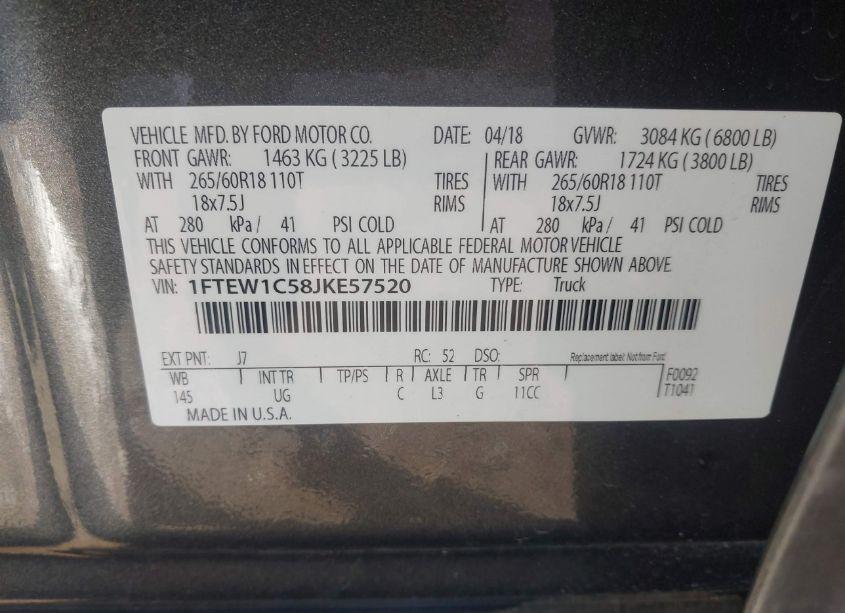 VEHICLE MFD. BY FORD MOTOR CO. DATE: 04/18 GVWR: 3084 KG ( 6800 LB)
FRONT GAWR: 1463 KG ( 3225 LB) REAR GAWR: 1724 KG ( 3800 LB)
WITH 265/60R18 110T TIRES WITH 265/60R18 110T TIRES
18x7.5J RIMS 18x7.5J RIMS
AT 280 kPa / 41 PSI COLD AT 280 kPa / 41 PSI COLD
THIS VEHICLE CONFORMS TO ALL APPLICABLE FEDERAL MOTOR VEHICLE
SAFETY STANDARDS IN EFFECT ON THE DATE OF MANUFACTURE SHOWN ABOVE.
VIN: 1FTEW1C58JKE57520 TYPE: Truck
EXT PNT: J7 RC: 52 DSO: Replacement label: Not from Ford
WB INT TR TP/PS R AXLE TR SPR F0092
145 UG C L3 G 11CC T1041
MADE IN U.S.A.